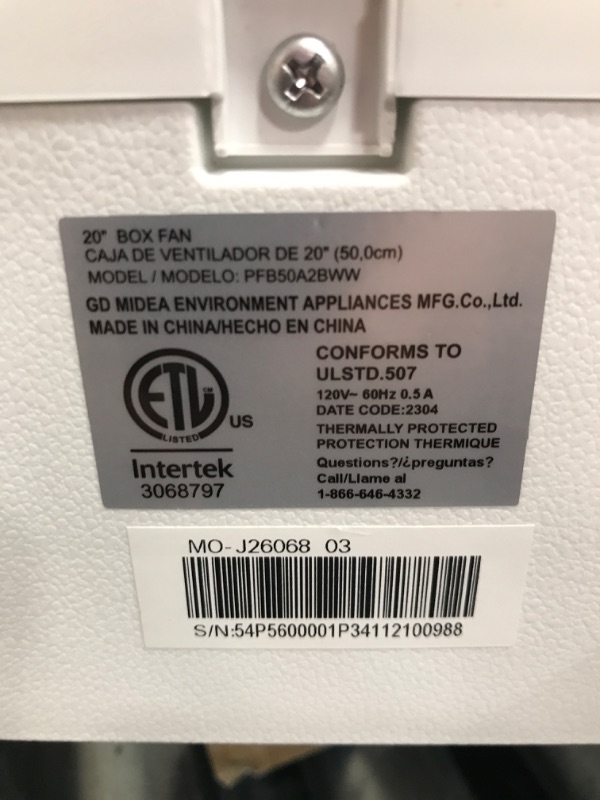 20" BOX FAN
CAJA DE VENTILADOR DE 20" (50,0cm)
MODEL / MODELO: PFB50A2BWW
GD MIDEA ENVIRONMENT APPLIANCES MFG.Co.,Ltd.
MADE IN CHINA/HECHO EN CHINA
ETL CM
LISTED
US
Intertek
3068797
CONFORMS TO
ULSTD.507
120V~ 60Hz 0.5 A
DATE CODE:2304
THERMALLY PROTECTED
PROTECTION THERMIQUE
Questions?/¿preguntas?
Call/Llame al
1-866-646-4332
MO-J26068 03
S/N:54P5600001P34112100988